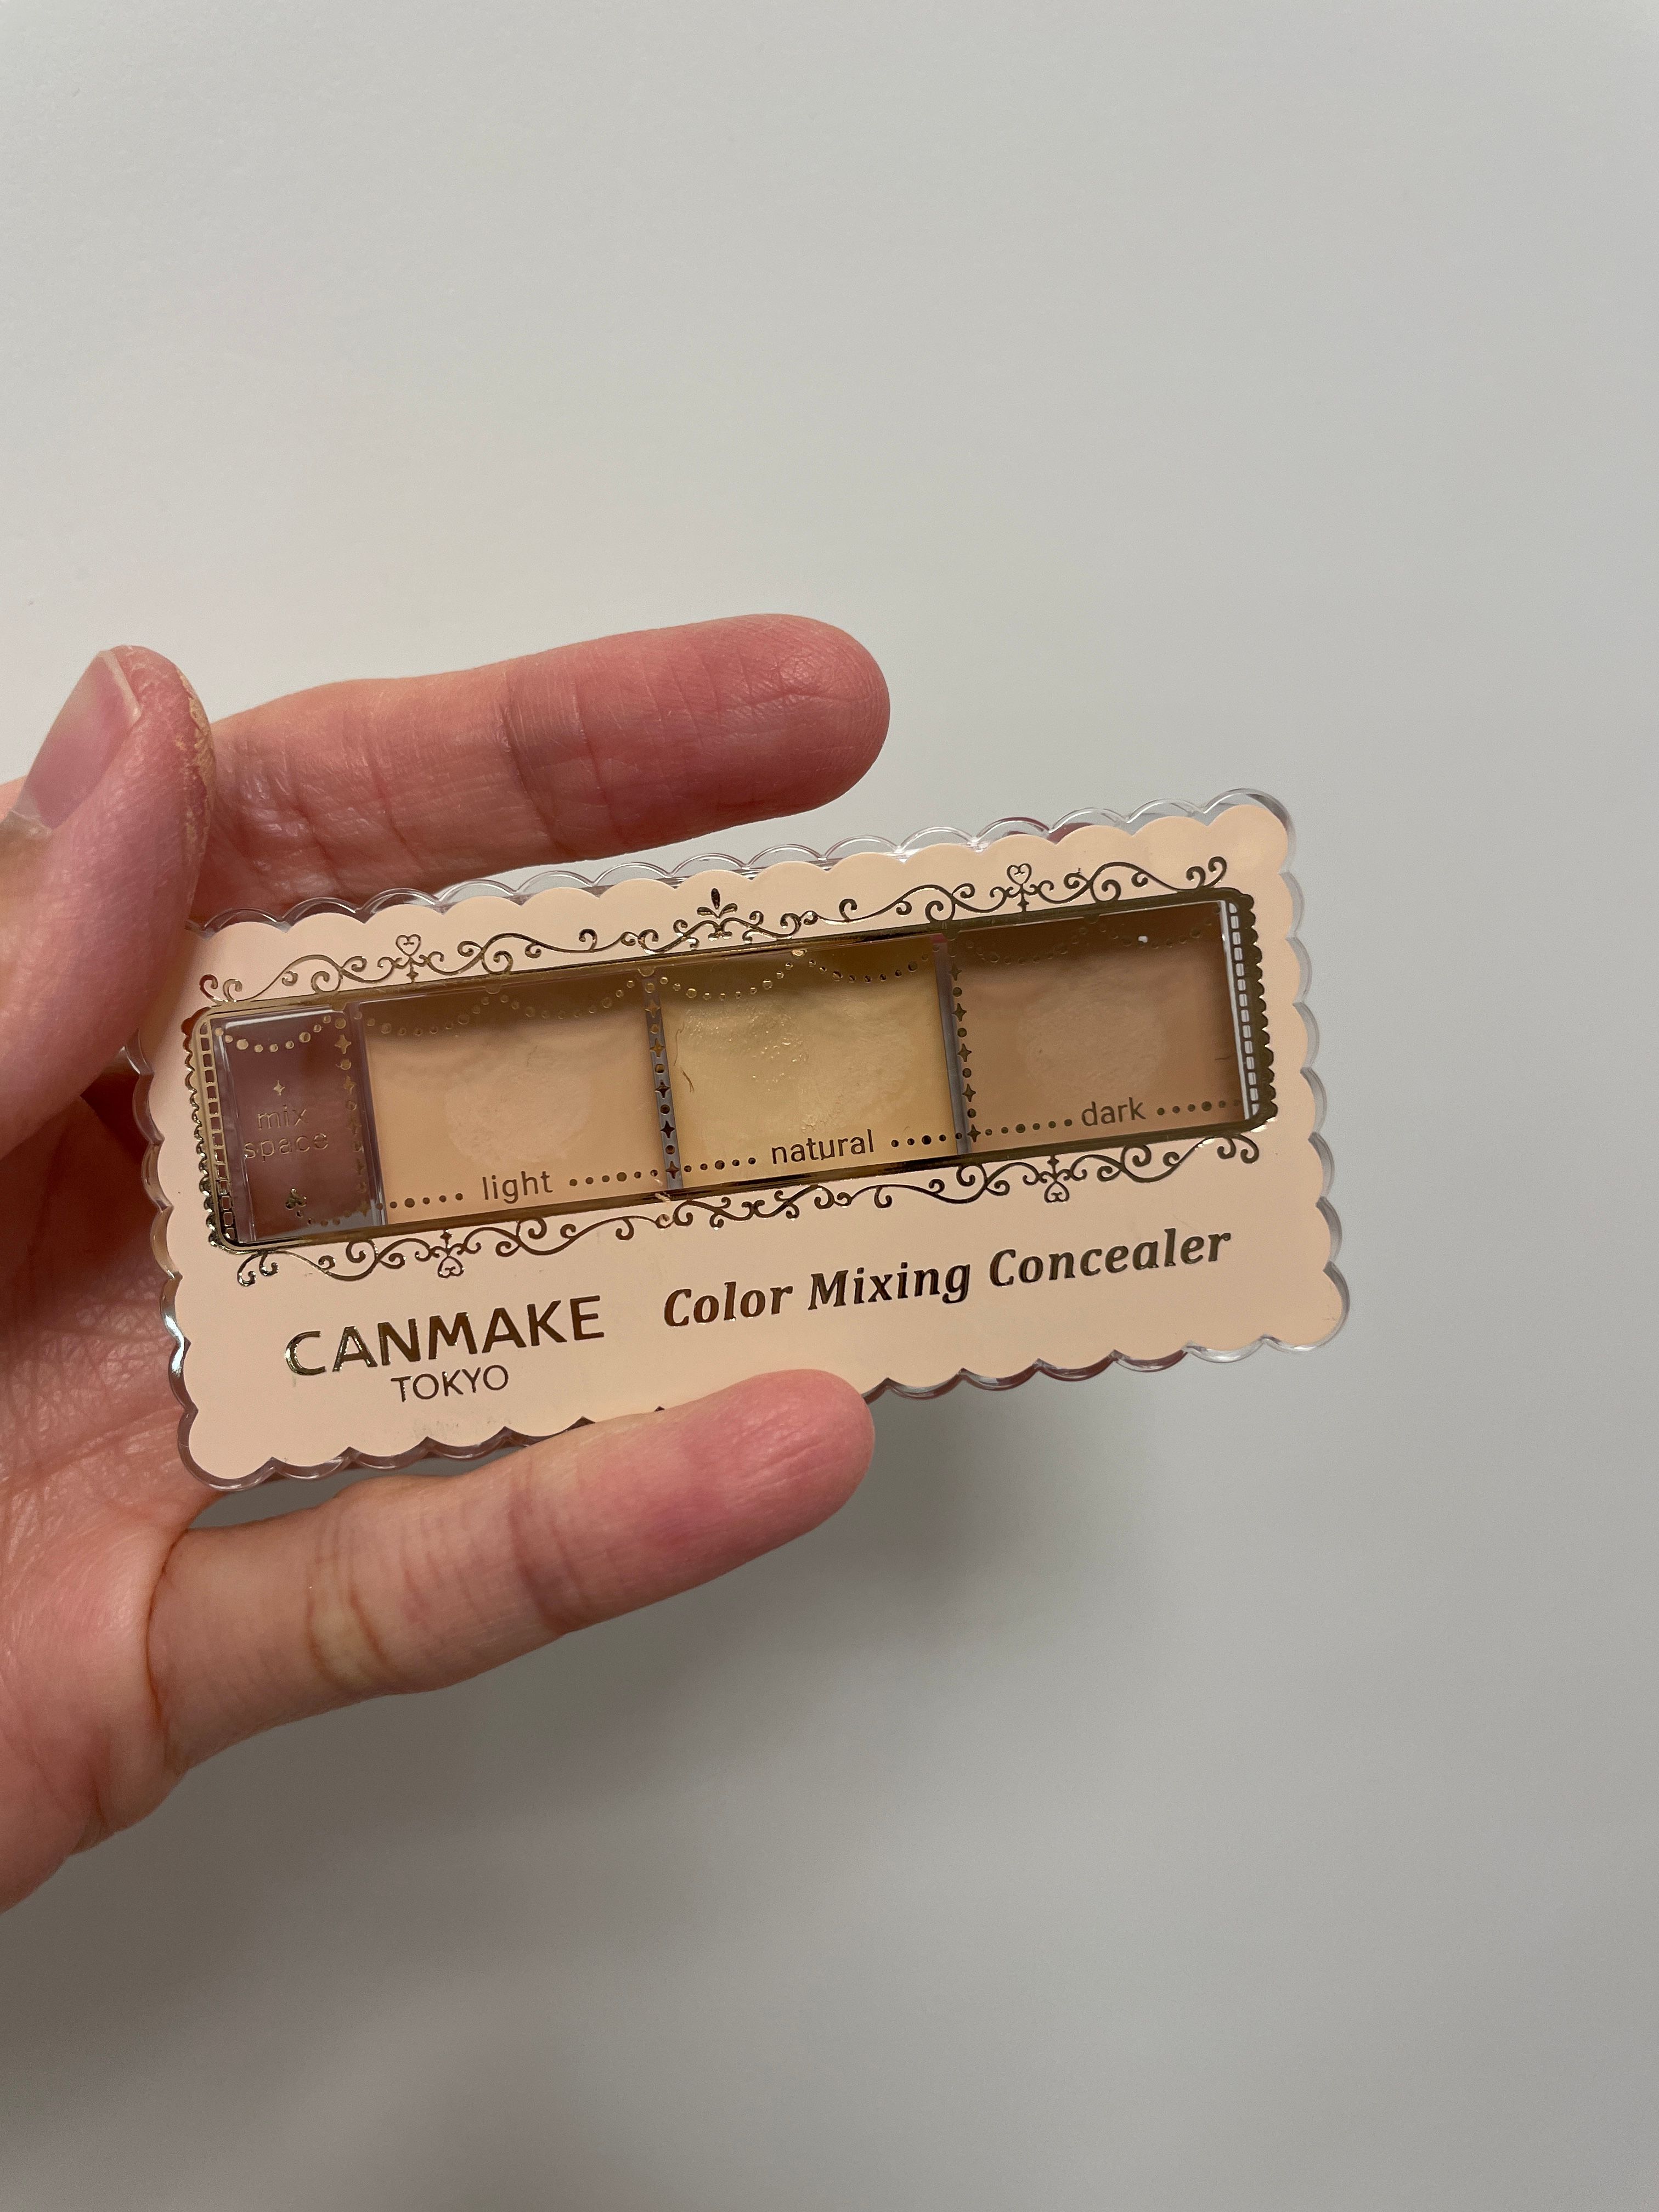 mix
space
light
natural
dark
CANMAKE
TOKYO
Color Mixing Concealer